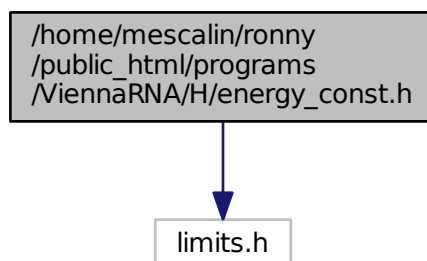 /home/mescalin/ronny
/public_html/programs
/ViennaRNA/H/energy_const.h
limits.h